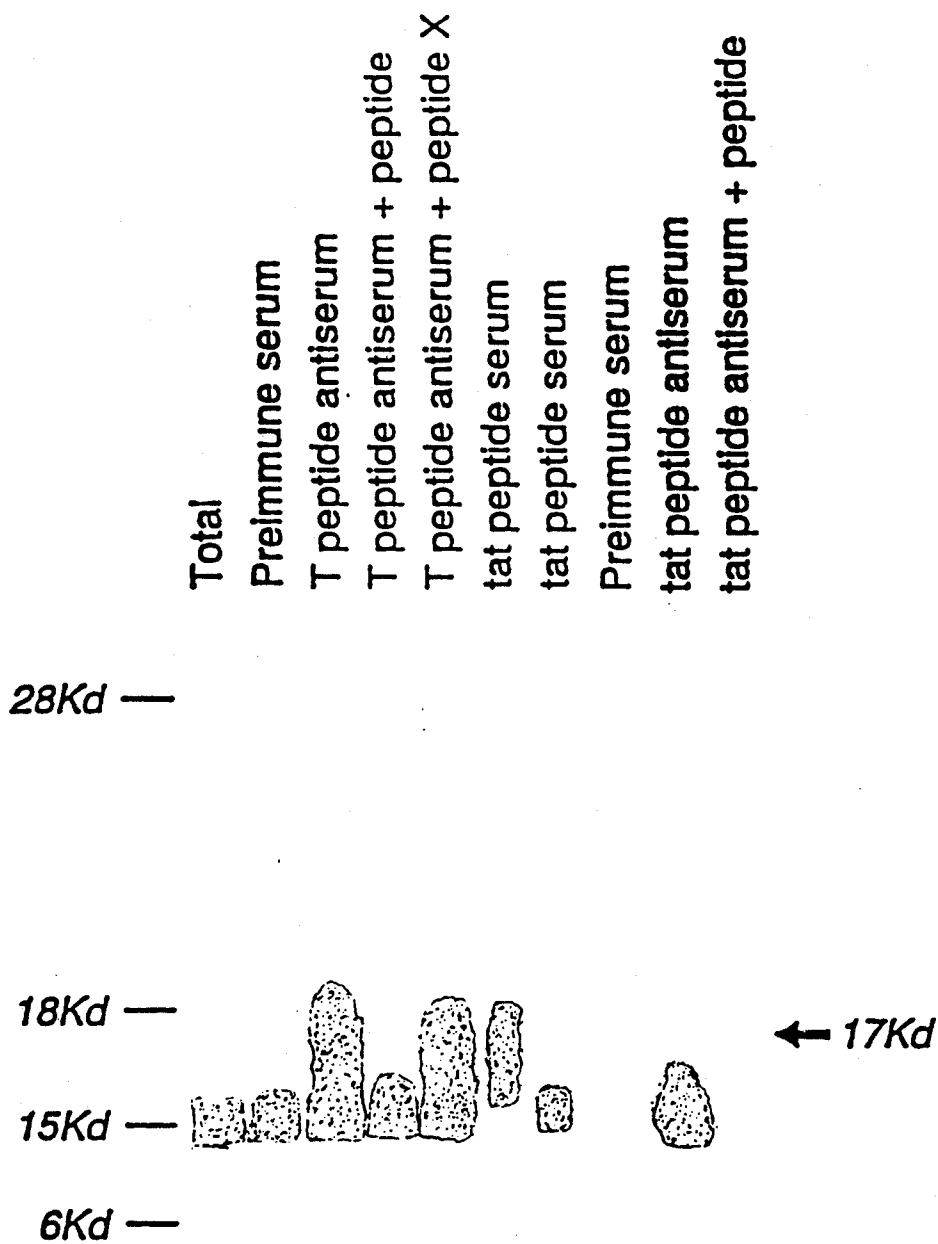 Total
Preimmune serum
T peptide antiserum
T peptide antiserum + peptide
T peptide antiserum + peptide X
tat peptide serum
tat peptide serum
Preimmune serum
tat peptide antiserum
tat peptide antiserum + peptide
28Kd
18Kd
17Kd
15Kd
6Kd